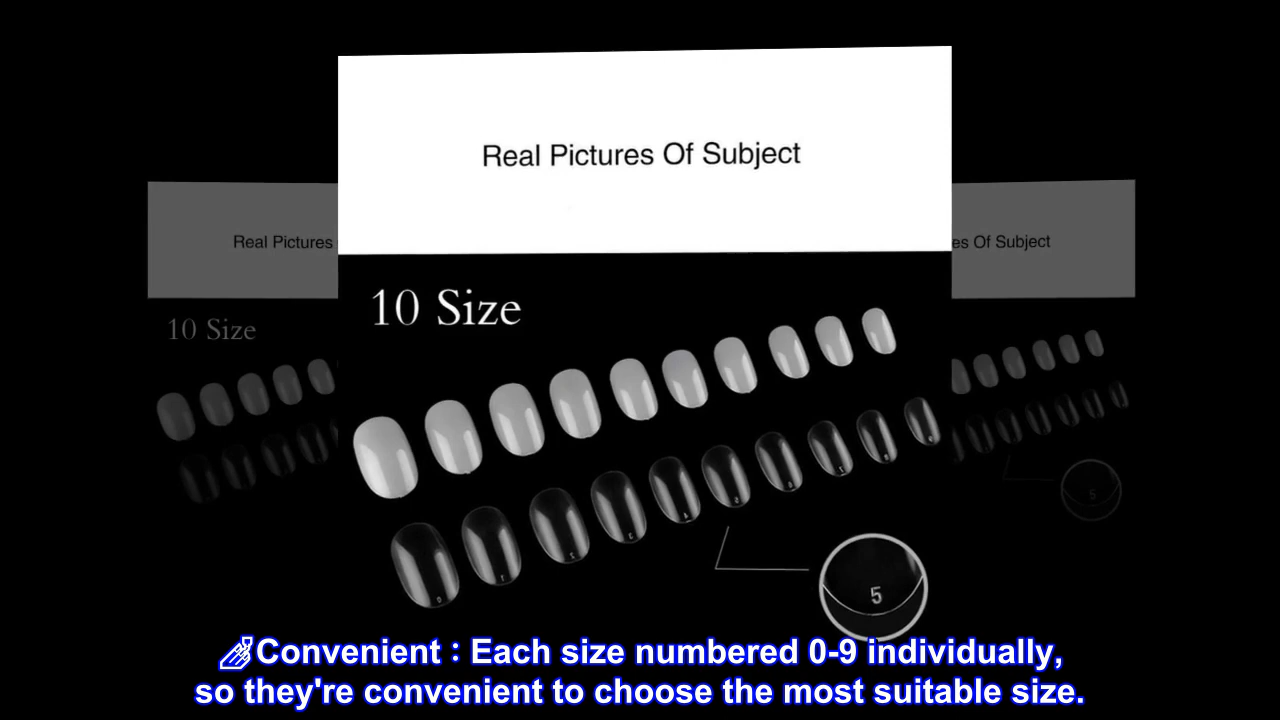 Real Pictures Of Subject
Real Pictures
es Of Subject
10 Size
10 Size
5
5
Convenient : Each size numbered 0-9 individually,
so they're convenient to choose the most suitable size.